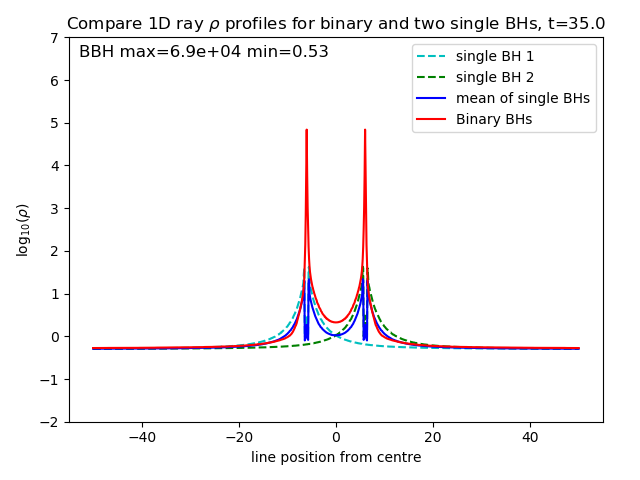 Compare 1D ray ρ profiles for binary and two single BHs, t=35.0
BBH max=6.9e+04 min=0.53
single BH 1
single BH 2
mean of single BHs
Binary BHs
7
6
5
4
3
2
1
0
−1
−2
log₁₀(ρ)
−40 −20 0 20 40
line position from centre